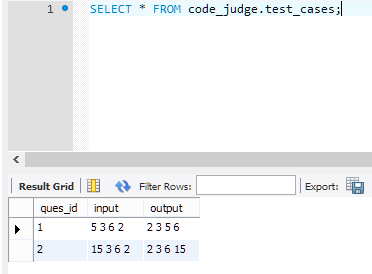 1 SELECT * FROM code_judge.test_cases;
Result Grid Filter Rows: Export:
ques_id input output
1 5 3 6 2 2 3 5 6
2 15 3 6 2 2 3 6 15